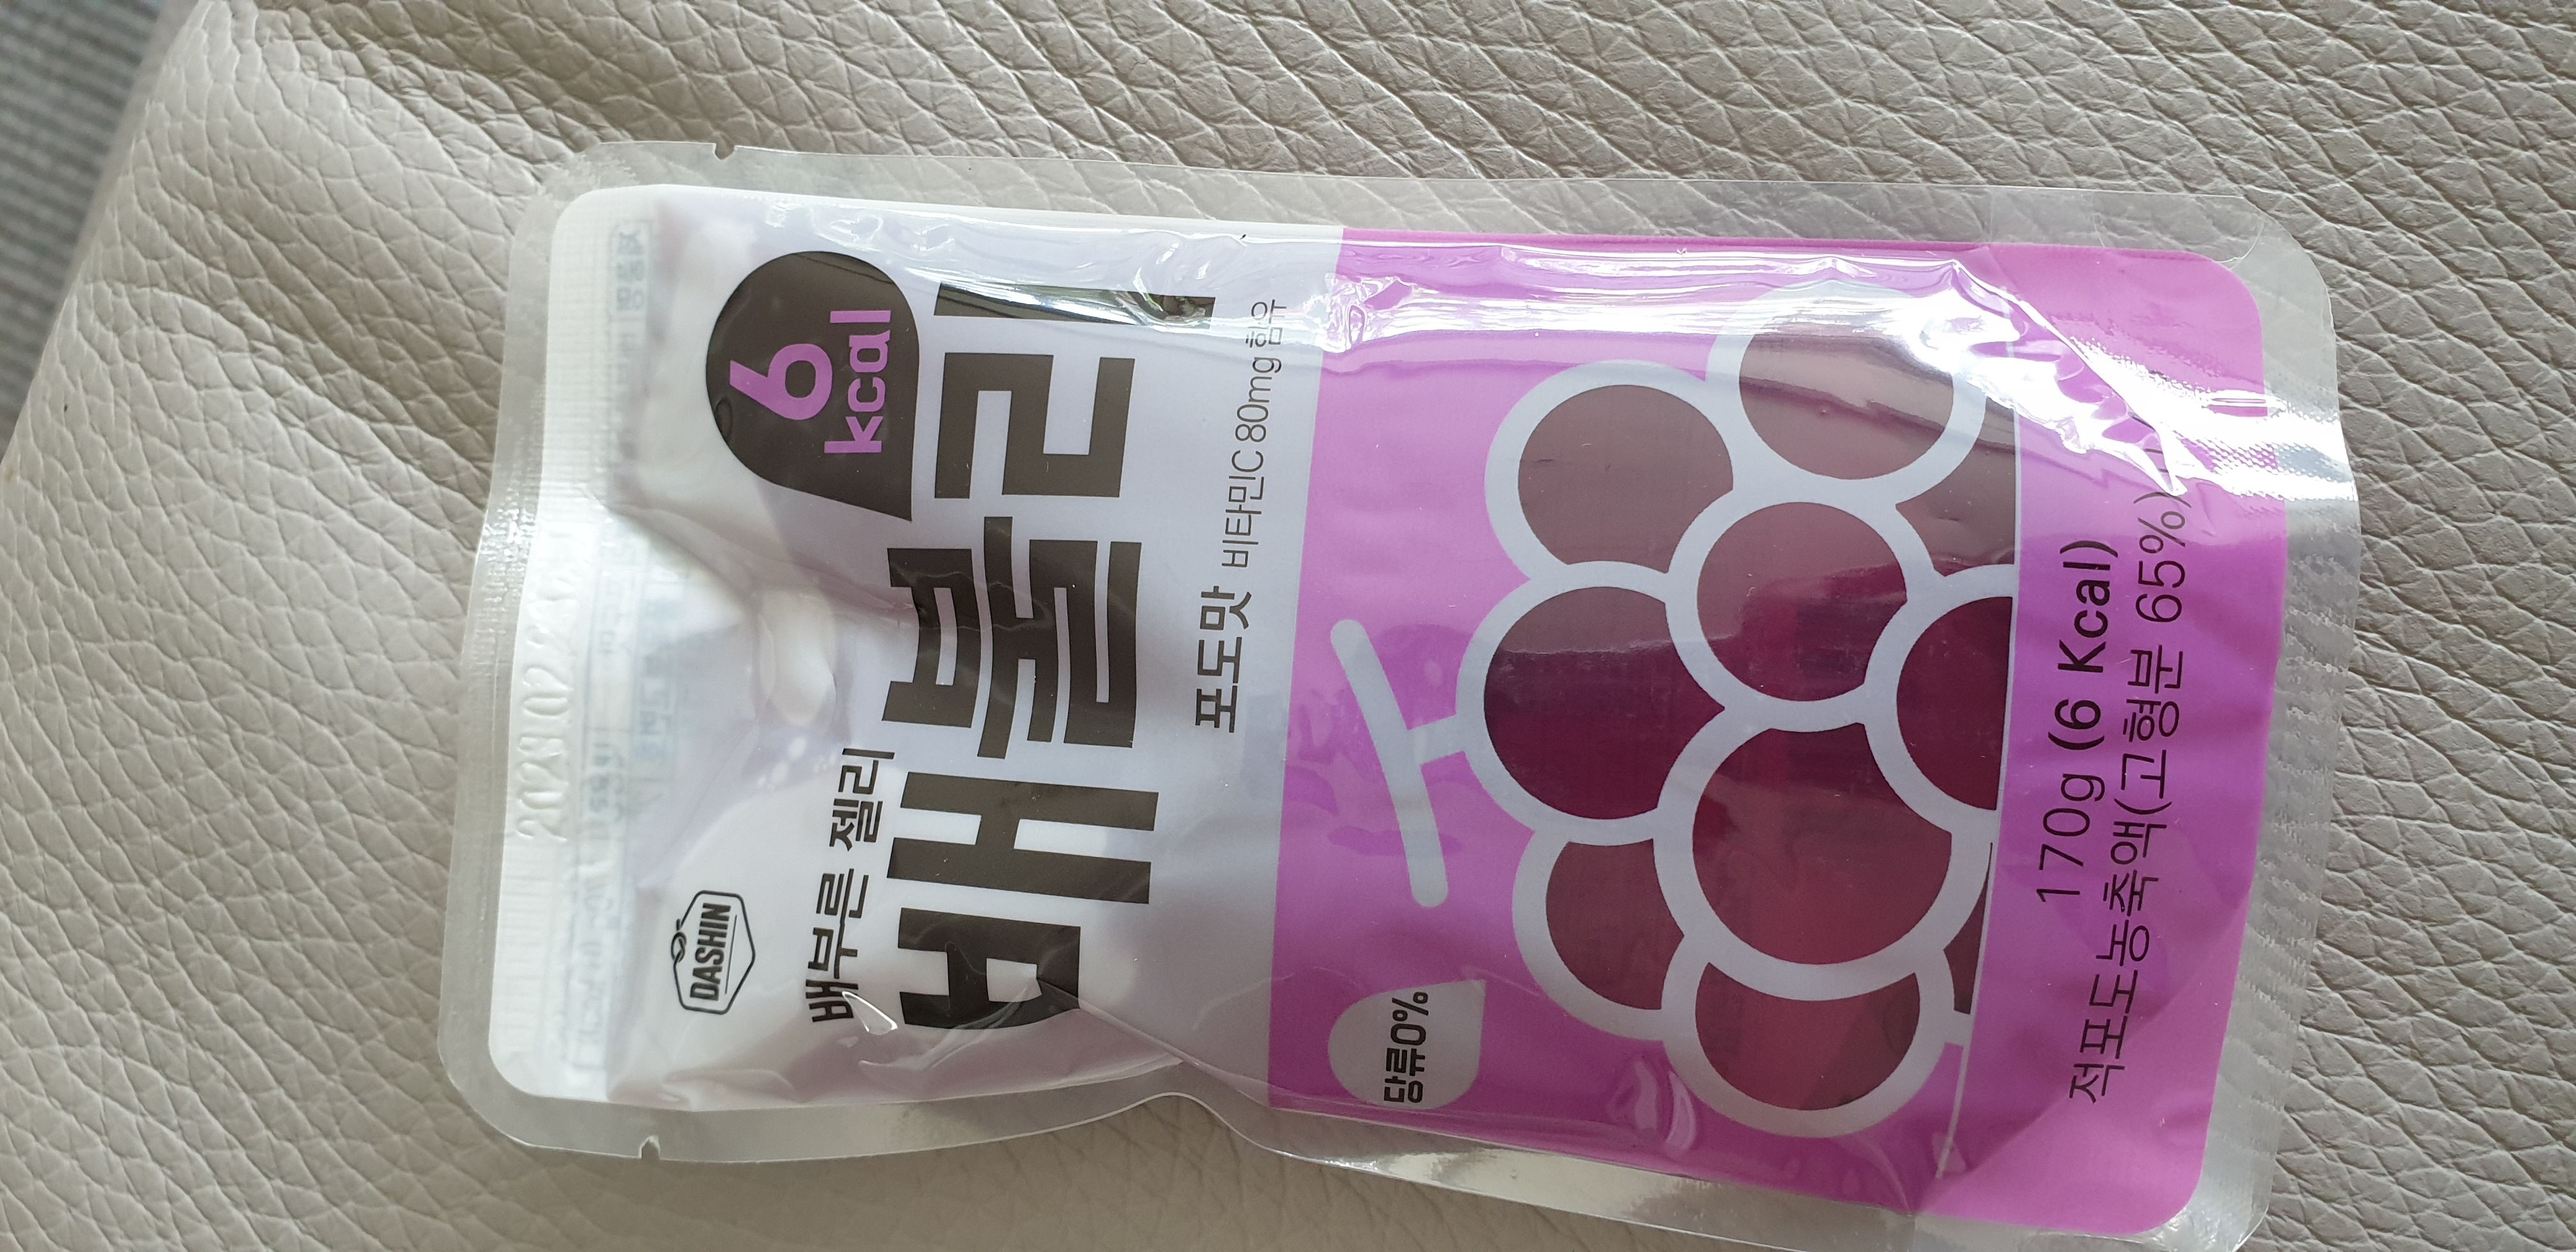 DASHIN
6
kcal
배부른 젤리
배불리
포도맛 비타민C 80mg 함유
당류0%
170g (6 Kcal)
적포도농축액(고형분 65%)